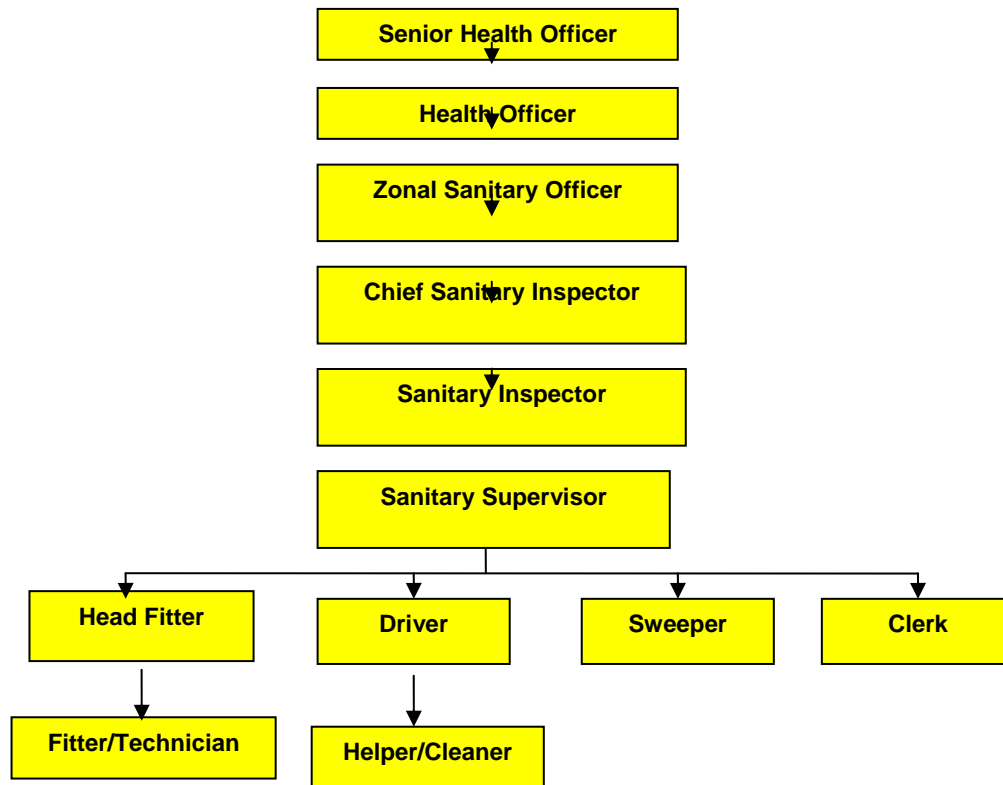 Senior Health Officer
Health Officer
Zonal Sanitary Officer
Chief Sanitary Inspector
Sanitary Inspector
Sanitary Supervisor
Head Fitter
Driver
Sweeper
Clerk
Fitter/Technician
Helper/Cleaner